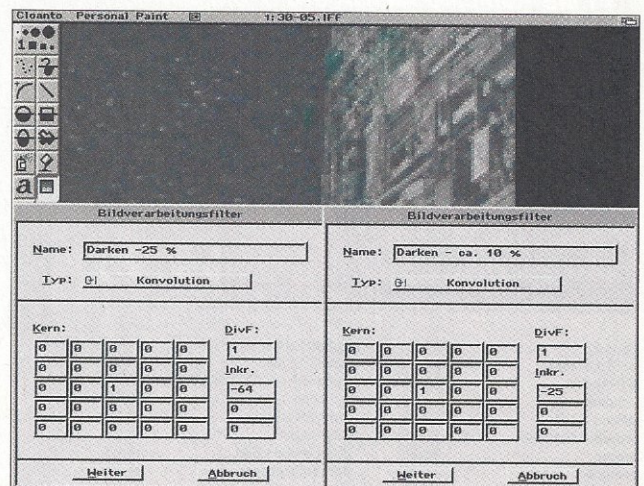 Cloanto Personal Paint 1:30-05.IFF
1
a
Bildverarbeitungsfilter
Name: Darken -25 %
Typ: Konvolution
Kern: DivF:
0 0 0 0 0 1
0 0 0 0 0 Inkr.
0 0 1 0 0 -64
0 0 0 0 0 0
0 0 0 0 0 0
Weiter Abbruch
Bildverarbeitungsfilter
Name: Darken - ca. 10 %
Typ: Konvolution
Kern: DivF:
0 0 0 0 0 1
0 0 0 0 0 Inkr.
0 0 1 0 0 -25
0 0 0 0 0 0
0 0 0 0 0 0
Weiter Abbruch